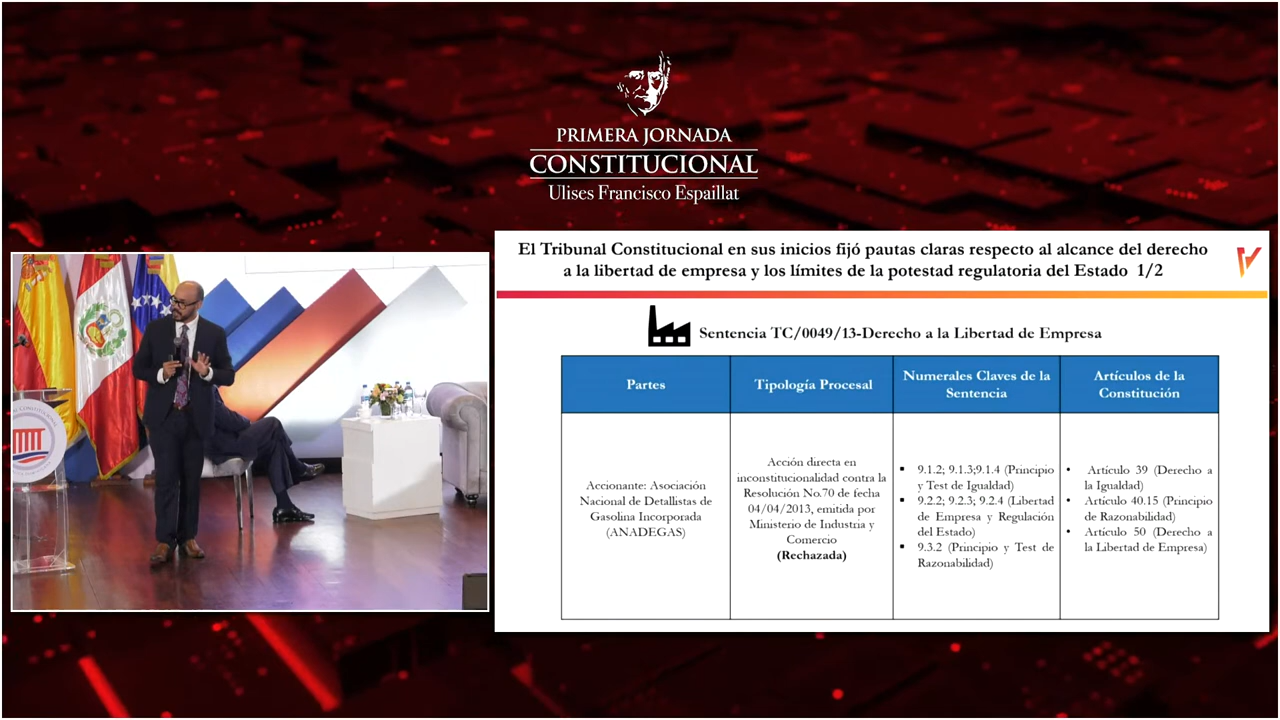 PRIMERA JORNADA
CONSTITUCIONAL
Ulises Francisco Espaillat
El Tribunal Constitucional en sus inicios fijó pautas claras respecto al alcance del derecho
a la libertad de empresa y los límites de la potestad regulatoria del Estado 1/2
Sentencia TC/0049/13-Derecho a la Libertad de Empresa
Partes
Tipología Procesal
Numerales Claves de la
Sentencia
Artículos de la
Constitución
Accionante: Asociación
Nacional de Detallistas de
Gasolina Incorporada
(ANADEGAS)
Acción directa en
inconstitucionalidad contra la
Resolución No.70 de fecha
04/04/2013, emitida por
Ministerio de Industria y
Comercio
(Rechazada)
▪ 9.1.2; 9.1.3;9.1.4 (Principio
y Test de Igualdad)
▪ 9.2.2; 9.2.3; 9.2.4 (Libertad
de Empresa y Regulación
del Estado)
▪ 9.3.2 (Principio y Test de
Razonabilidad)
• Artículo 39 (Derecho a
la Igualdad)
• Artículo 40.15 (Principio
de Razonabilidad)
• Artículo 50 (Derecho a
la Libertad de Empresa)